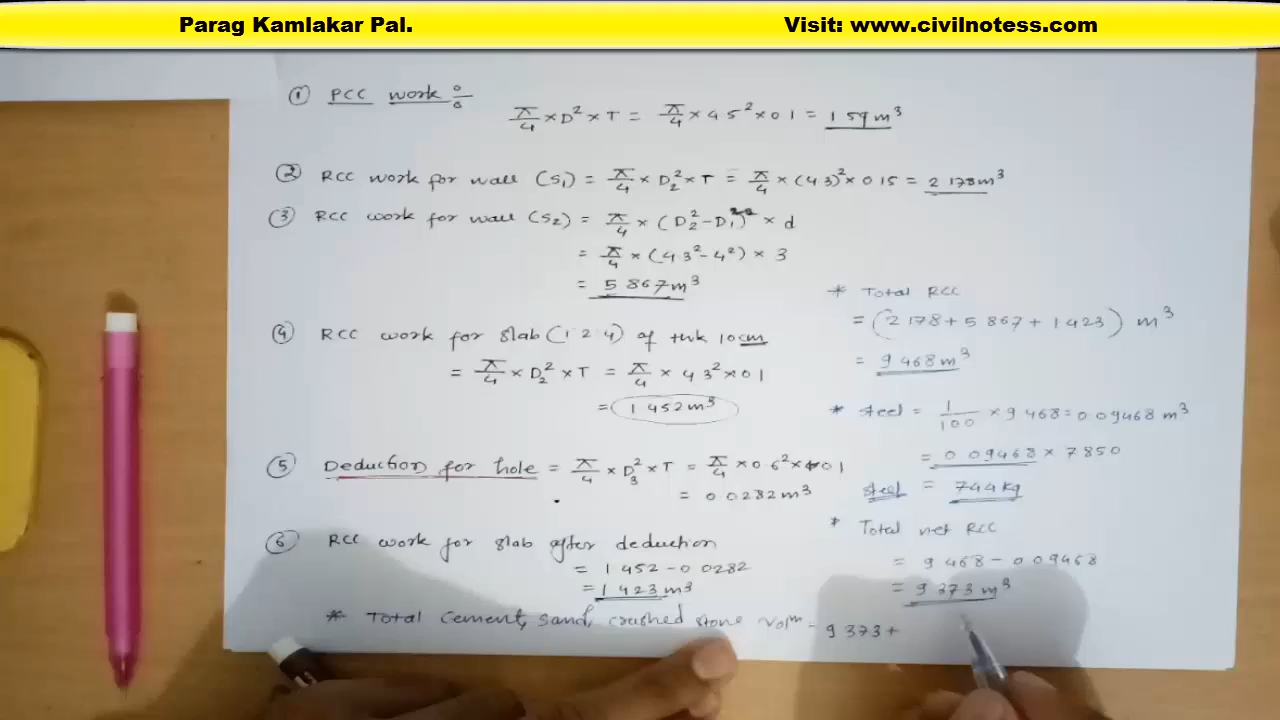 Parag Kamlakar Pal. Visit: www.civilnotess.com
① PCC work :
π/4 × D² × T = π/4 × 4 5² × 0 1 = 1 59 m³
② RCC work for wall (S₁) = π/4 × D₂² × T = π/4 × (4 3)² × 0 15 = 2 178 m³
③ RCC work for wall (S₂) = π/4 × (D₂² - D₁²) × d
= π/4 × (4 3² - 4²) × 3
= 5 867 m³
④ RCC work for slab (1 2 4) of thk 10 cm
= π/4 × D₂² × T = π/4 × 4 3² × 0 1
= 1 452 m³
⑤ Deduction for hole = π/4 × D₃² × T = π/4 × 0 6² × 0 1
= 0 0282 m³
⑥ RCC work for slab after deduction
= 1 452 - 0 0282
= 1 423 m³
* Total RCC
= (2 178 + 5 867 + 1 423) m³
= 9 468 m³
* steel = 1/100 × 9 468 = 0 09468 m³
= 0 09468 × 7850
steel = 744 kg
* Total net RCC
= 9 468 - 0 09468
= 9 373 m³
* Total Cement, sand, crushed stone volᵐ = 9 373 +